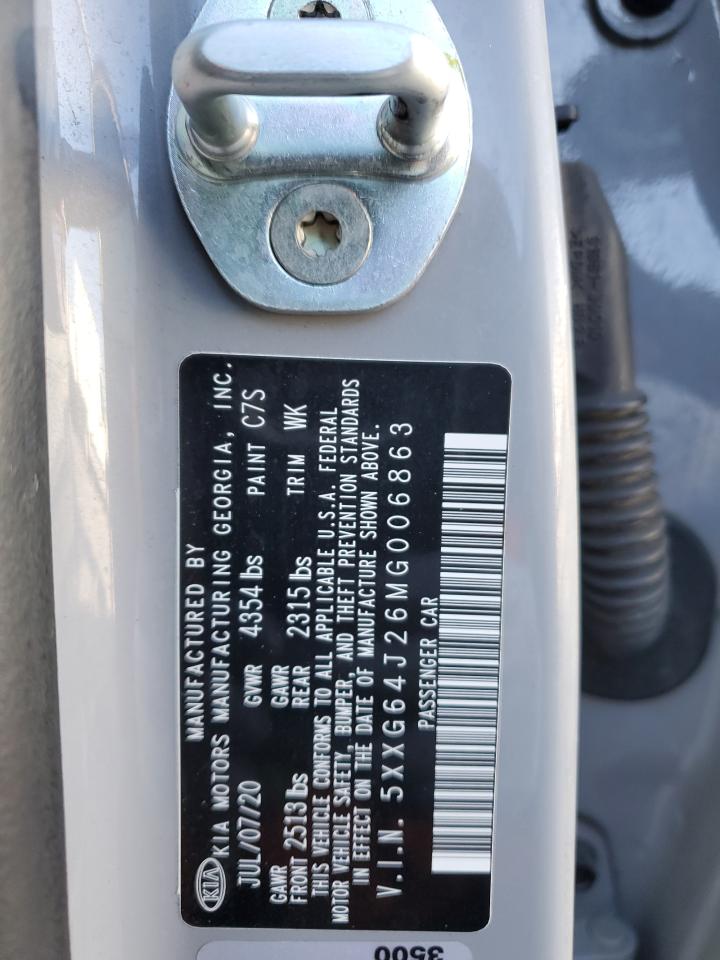 MANUFACTURED BY
KIA KIA MOTORS MANUFACTURING GEORGIA, INC.
JUL/07/20 GVWR 4354 lbs PAINT C7S
GAWR FRONT 2513 lbs GAWR REAR 2315 lbs TRIM WK
THIS VEHICLE CONFORMS TO ALL APPLICABLE U.S.A. FEDERAL
MOTOR VEHICLE SAFETY, BUMPER, AND THEFT PREVENTION STANDARDS
IN EFFECT ON THE DATE OF MANUFACTURE SHOWN ABOVE.
V.I.N. 5XXG64J26MG006863
PASSENGER CAR
3500